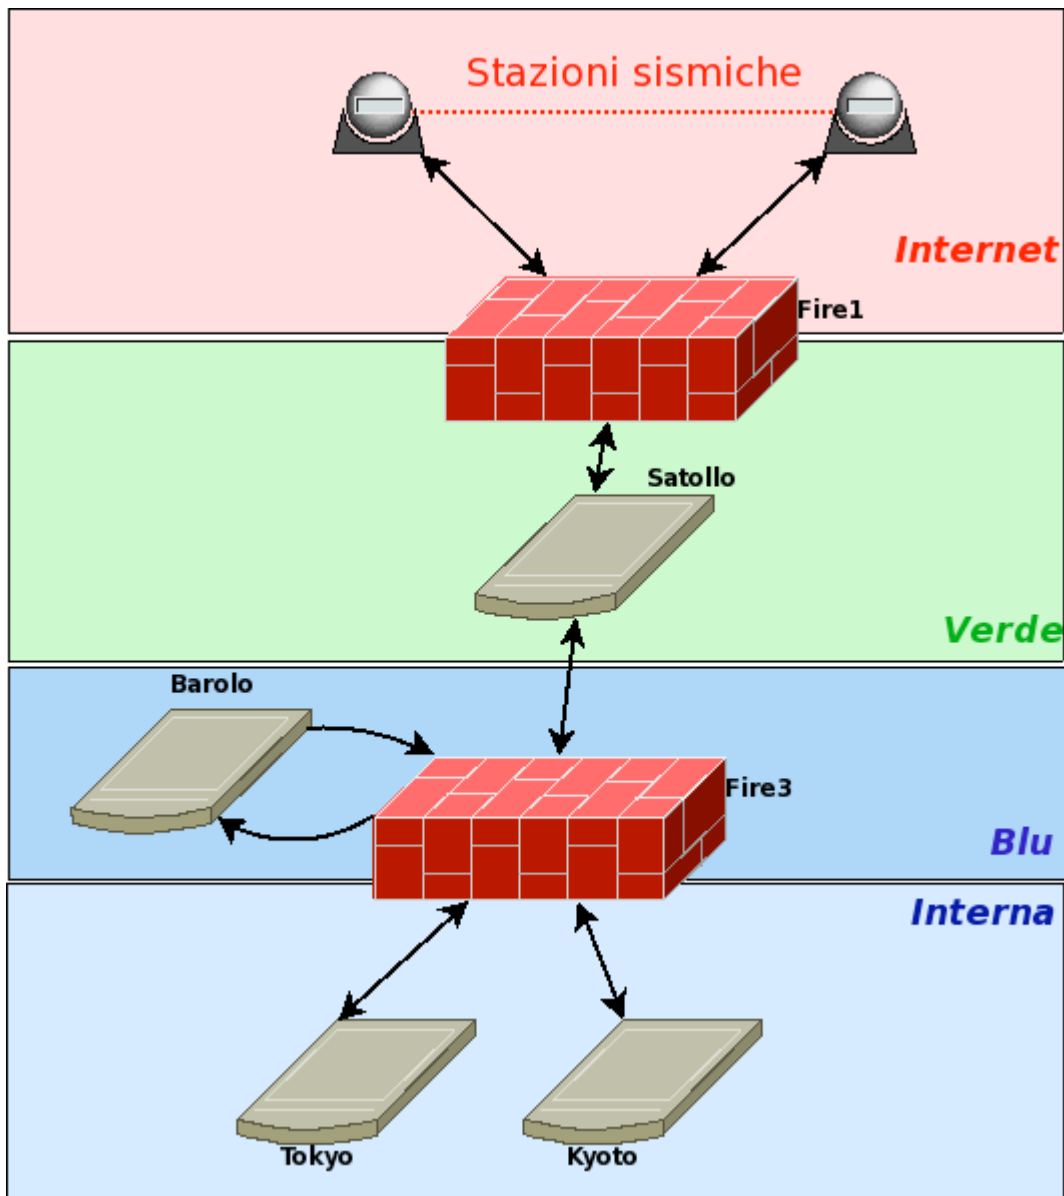 Stazioni sismiche
Internet
Fire1
Satollo
Verde
Barolo
Fire3
Blu
Interna
Tokyo
Kyoto